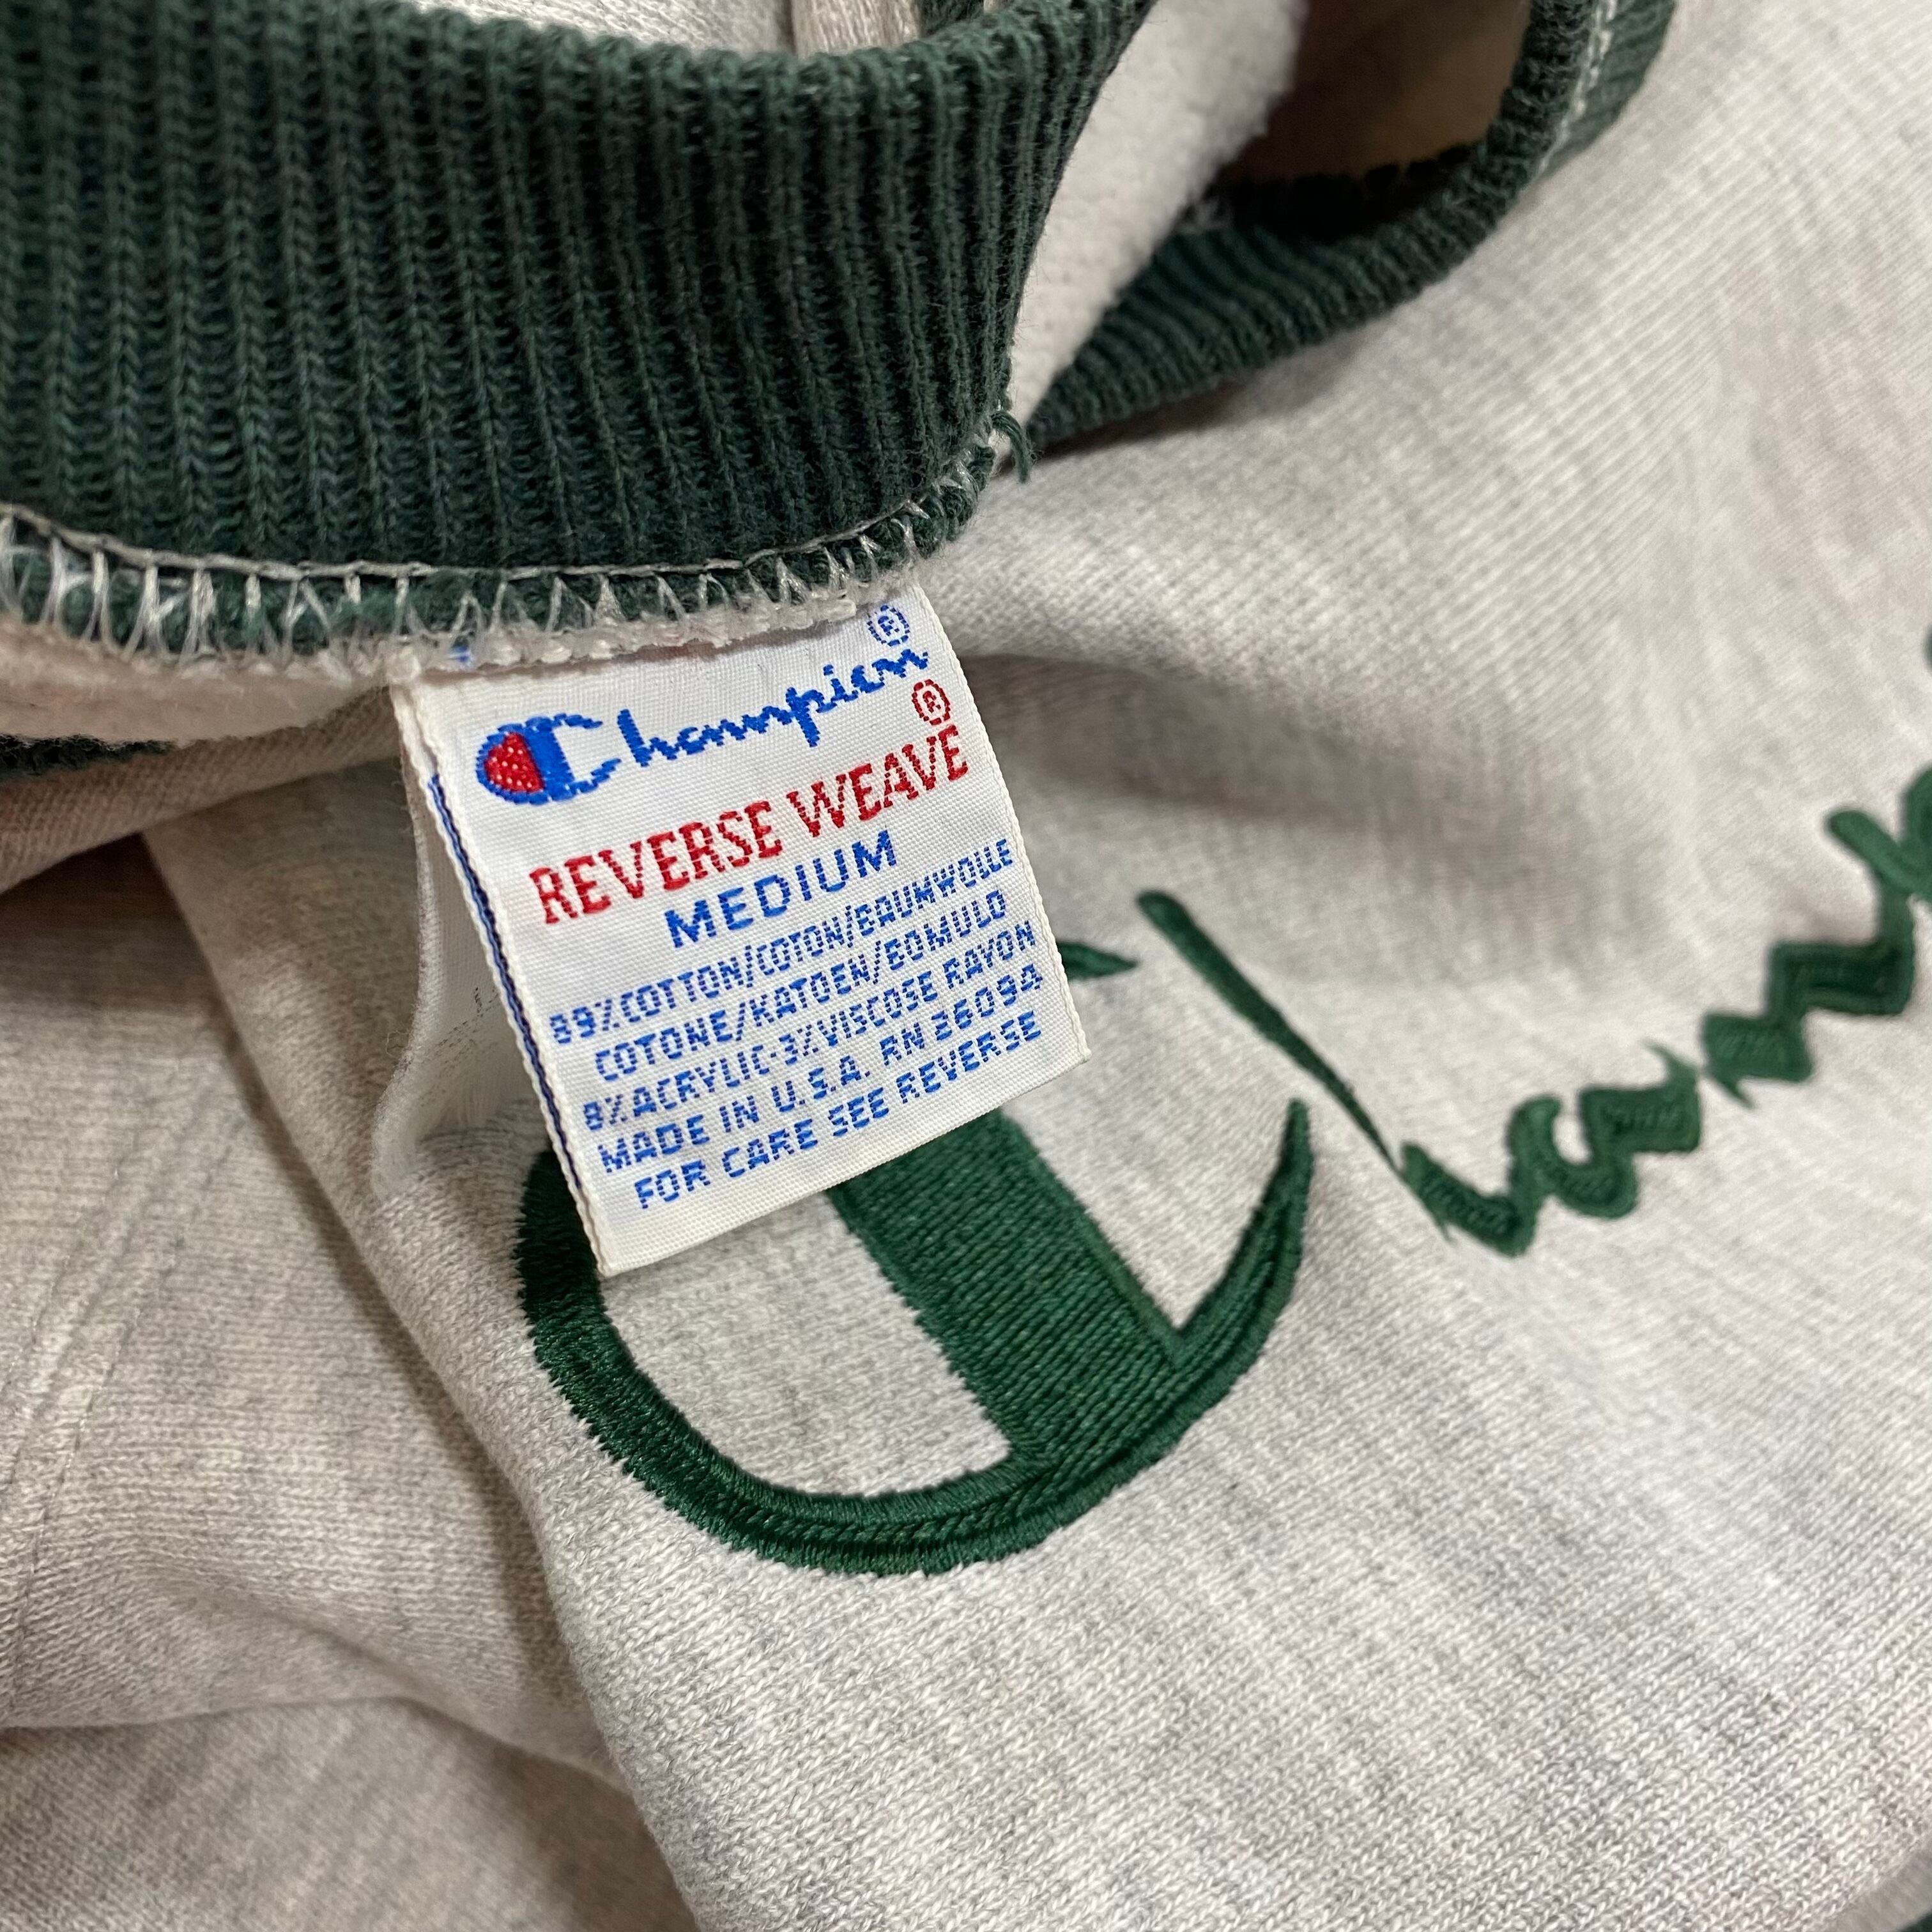 Champion®
REVERSE WEAVE®
MEDIUM
89%COTTON/COTON/BAUMWOLLE
COTONE/KATOEN/BOMULD
8%ACRYLIC-3%VISCOSE RAYON
MADE IN U.S.A. RN 26094
FOR CARE SEE REVERSE
Champ